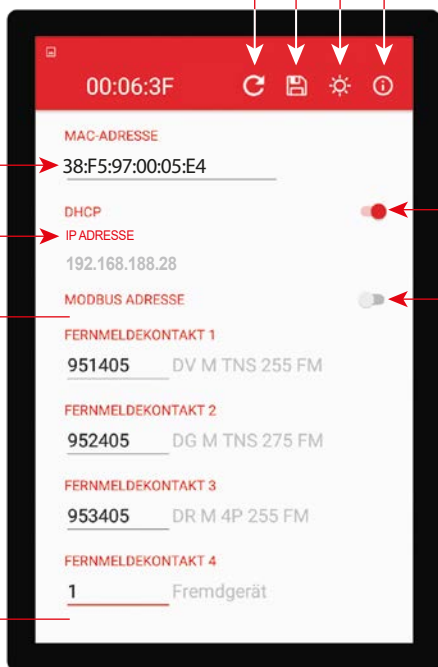 00:06:3F
MAC-ADRESSE
38:F5:97:00:05:E4
DHCP
IP ADRESSE
192.168.188.28
MODBUS ADRESSE
FERNMELDEKONTAKT 1
951405 DV M TNS 255 FM
FERNMELDEKONTAKT 2
952405 DG M TNS 275 FM
FERNMELDEKONTAKT 3
953405 DR M 4P 255 FM
FERNMELDEKONTAKT 4
1 Fremdgerät